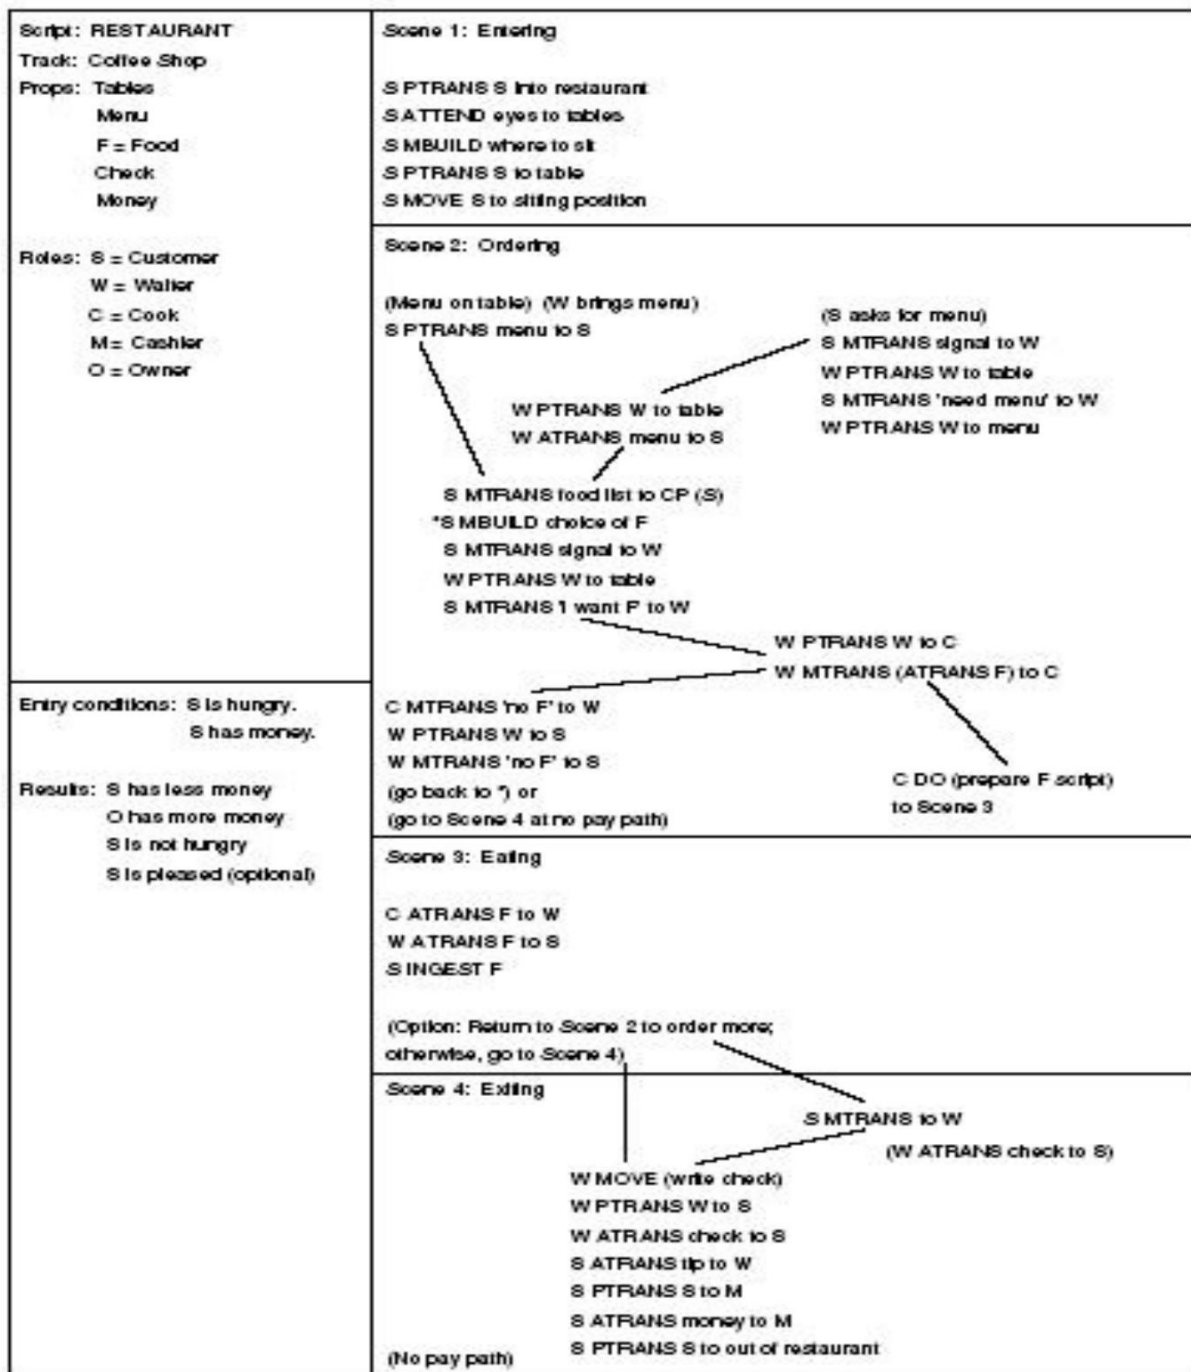 Script: RESTAURANT
Track: Coffee Shop
Props: Tables
Menu
F = Food
Check
Money
Roles: S = Customer
W = Waiter
C = Cook
M = Cashier
O = Owner
Entry conditions: S is hungry.
S has money.
Results: S has less money
O has more money
S is not hungry
S is pleased (optional)
Scene 1: Entering
S PTRANS S into restaurant
S ATTEND eyes to tables
S MBUILD where to sit
S PTRANS S to table
S MOVE S to sitting position
Scene 2: Ordering
(Menu on table) (W brings menu)
S PTRANS menu to S
(S asks for menu)
S MTRANS signal to W
W PTRANS W to table
S MTRANS 'need menu' to W
W PTRANS W to menu
W PTRANS W to table
W ATRANS menu to S
S MTRANS food list to CP (S)
*S MBUILD choice of F
S MTRANS signal to W
W PTRANS W to table
S MTRANS 'I want F' to W
W PTRANS W to C
W MTRANS (ATRANS F) to C
C MTRANS 'no F' to W
W PTRANS W to S
W MTRANS 'no F' to S
(go back to *) or
(go to Scene 4 at no pay path)
C DO (prepare F script)
to Scene 3
Scene 3: Eating
C ATRANS F to W
W ATRANS F to S
S INGEST F
(Option: Return to Scene 2 to order more;
otherwise, go to Scene 4)
Scene 4: Exiting
S MTRANS to W
(W ATRANS check to S)
W MOVE (write check)
W PTRANS W to S
W ATRANS check to S
S ATRANS tip to W
S PTRANS S to M
S ATRANS money to M
(No pay path) S PTRANS S to out of restaurant